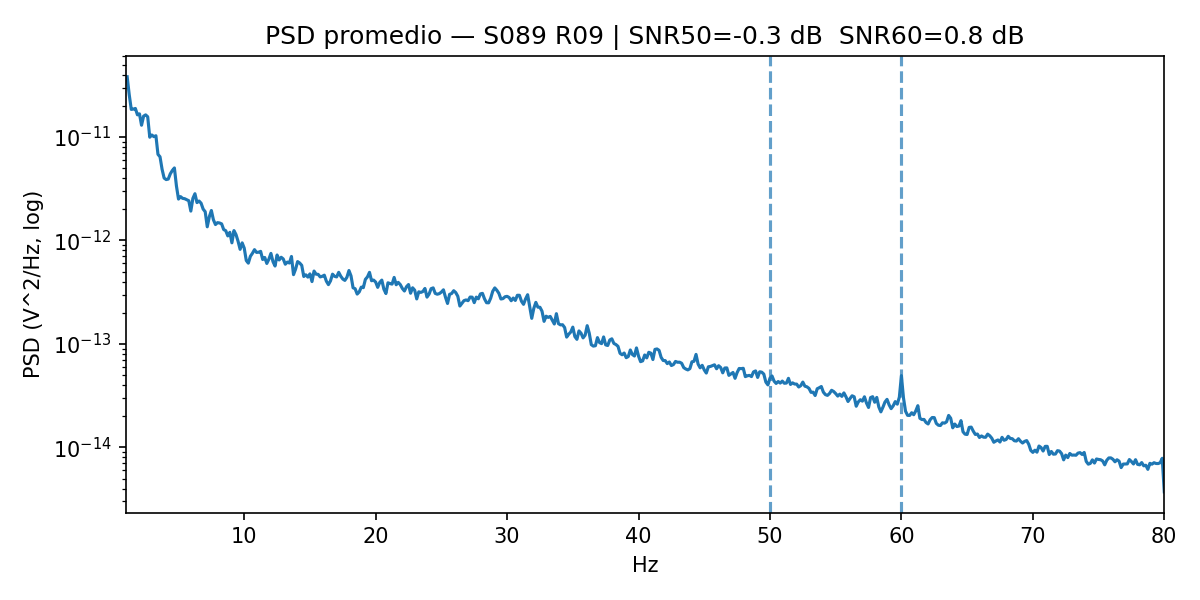 PSD promedio — S089 R09 | SNR50=-0.3 dB  SNR60=0.8 dB
PSD (V^2/Hz, log)
10⁻¹¹
10⁻¹²
10⁻¹³
10⁻¹⁴
10 20 30 40 50 60 70 80
Hz